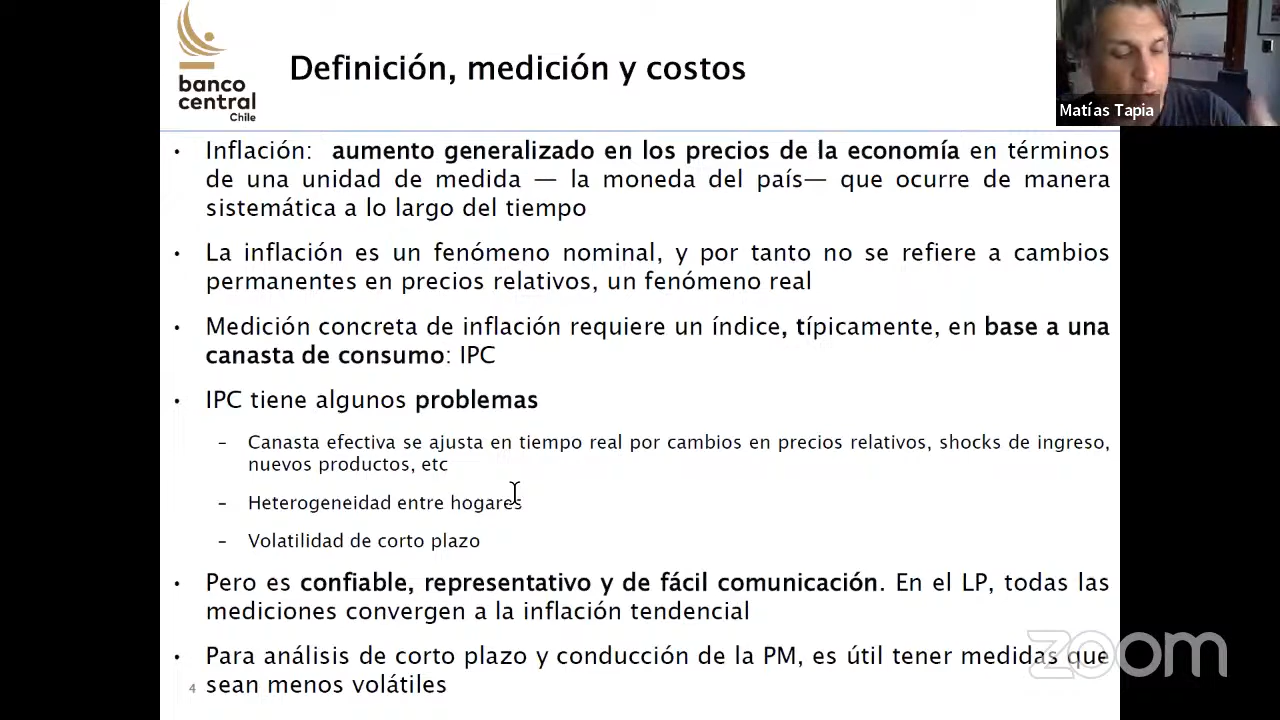 banco
central
Chile
Definición, medición y costos
Matías Tapia
• Inflación: aumento generalizado en los precios de la economía en términos
de una unidad de medida — la moneda del país— que ocurre de manera
sistemática a lo largo del tiempo
• La inflación es un fenómeno nominal, y por tanto no se refiere a cambios
permanentes en precios relativos, un fenómeno real
• Medición concreta de inflación requiere un índice, típicamente, en base a una
canasta de consumo: IPC
• IPC tiene algunos problemas
– Canasta efectiva se ajusta en tiempo real por cambios en precios relativos, shocks de ingreso,
nuevos productos, etc
– Heterogeneidad entre hogares
– Volatilidad de corto plazo
• Pero es confiable, representativo y de fácil comunicación. En el LP, todas las
mediciones convergen a la inflación tendencial
• Para análisis de corto plazo y conducción de la PM, es útil tener medidas que
sean menos volátiles
4
zoom